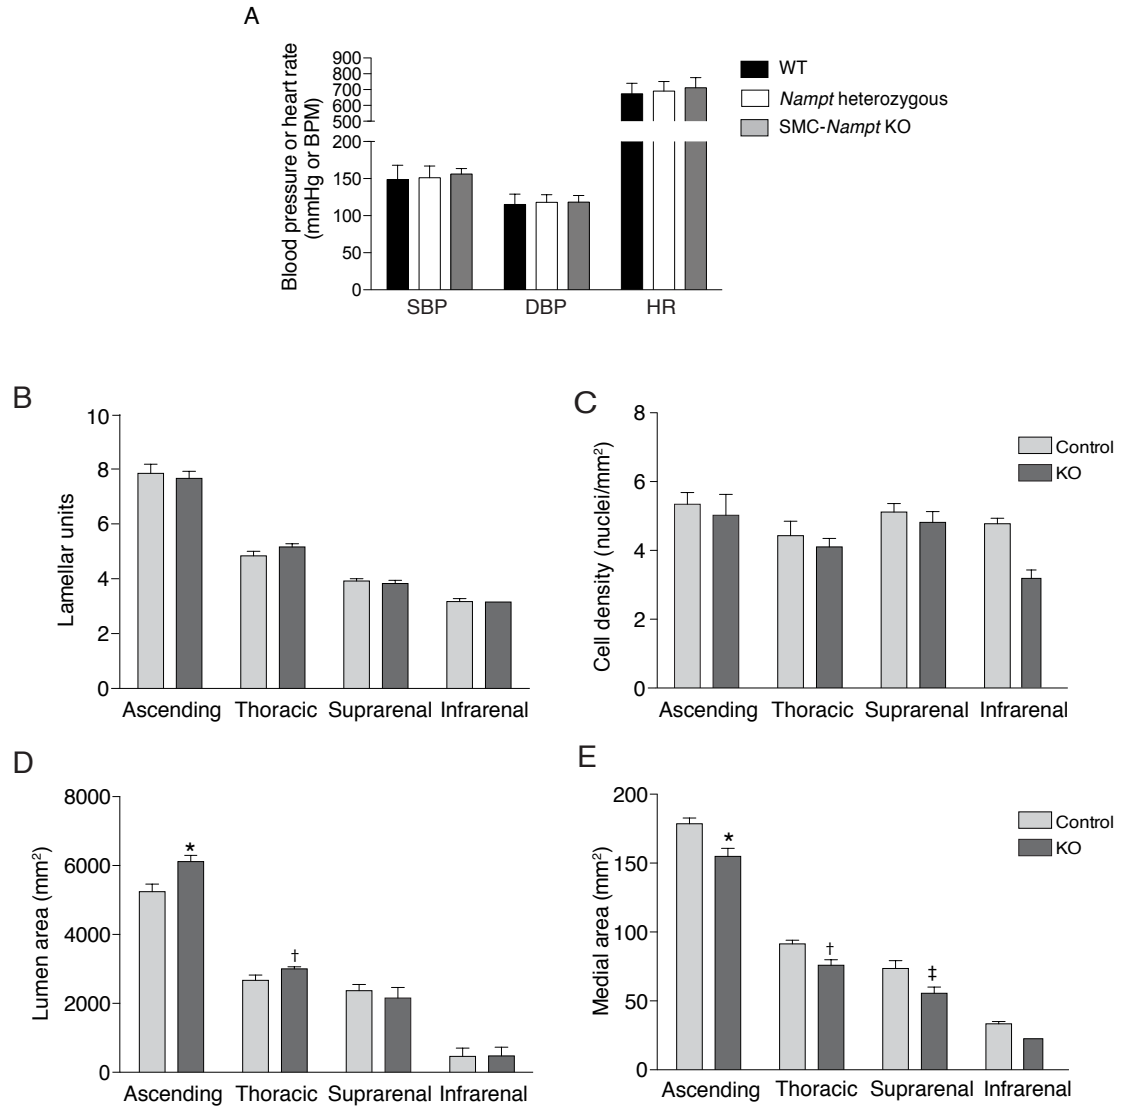 A
Blood pressure or heart rate
(mmHg or BPM)
900
800
700
600
500
200
150
100
50
0
SBP DBP HR
WT
Nampt heterozygous
SMC-Nampt KO
B
Lamellar units
10
8
6
4
2
0
Ascending Thoracic Suprarenal Infrarenal
C
Cell density (nuclei/mm²)
8
6
4
2
0
Ascending Thoracic Suprarenal Infrarenal
Control
KO
D
Lumen area (mm²)
8000
6000
4000
2000
0
*
†
Ascending Thoracic Suprarenal Infrarenal
E
Medial area (mm²)
200
150
100
50
0
*
†
‡
Ascending Thoracic Suprarenal Infrarenal
Control
KO